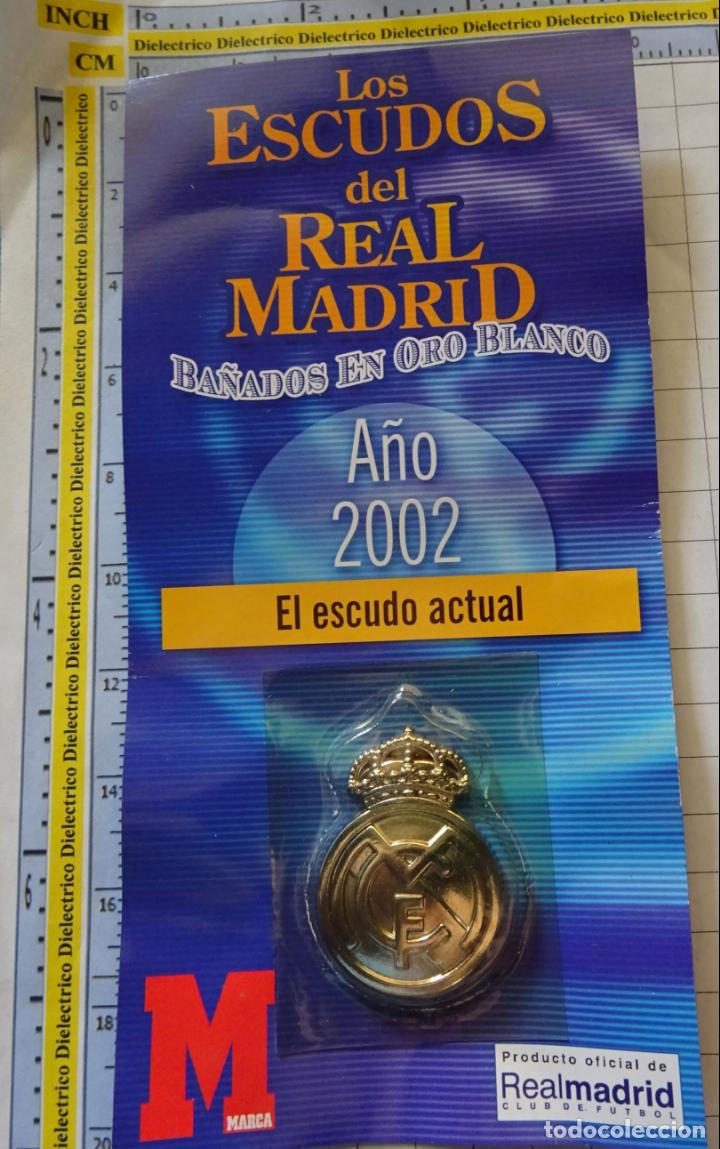 INCH
CM
Dielectrico Dielectrico Dielectrico Dielectrico Dielectrico Dielectrico Dielectrico
Los
ESCUDOS
del
REAL
MADRID
BAÑADOS EN ORO BLANCO
Año
2002
El escudo actual
M
MARCA
Producto oficial de
Realmadrid
CLUB DE FUTBOL
todocoleccion